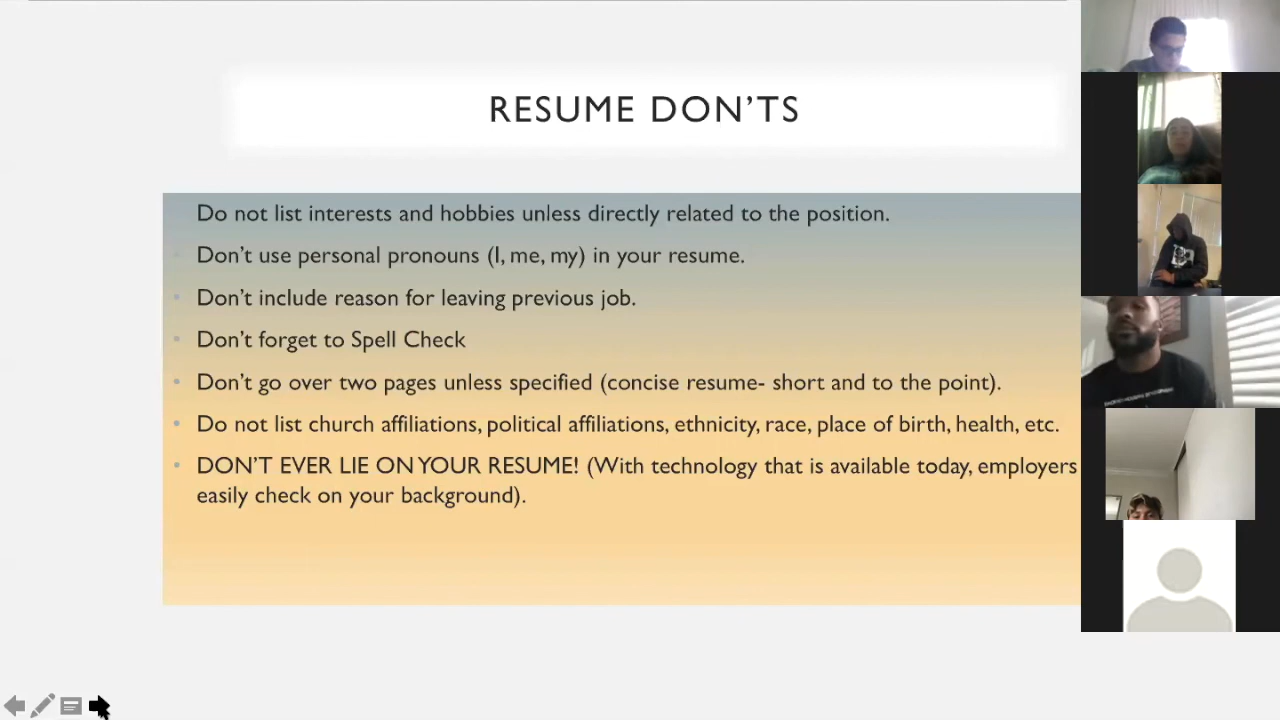 RESUME DON'TS
Do not list interests and hobbies unless directly related to the position.
Don't use personal pronouns (I, me, my) in your resume.
Don't include reason for leaving previous job.
Don't forget to Spell Check
Don't go over two pages unless specified (concise resume- short and to the point).
Do not list church affiliations, political affiliations, ethnicity, race, place of birth, health, etc.
DON'T EVER LIE ON YOUR RESUME! (With technology that is available today, employers
easily check on your background).